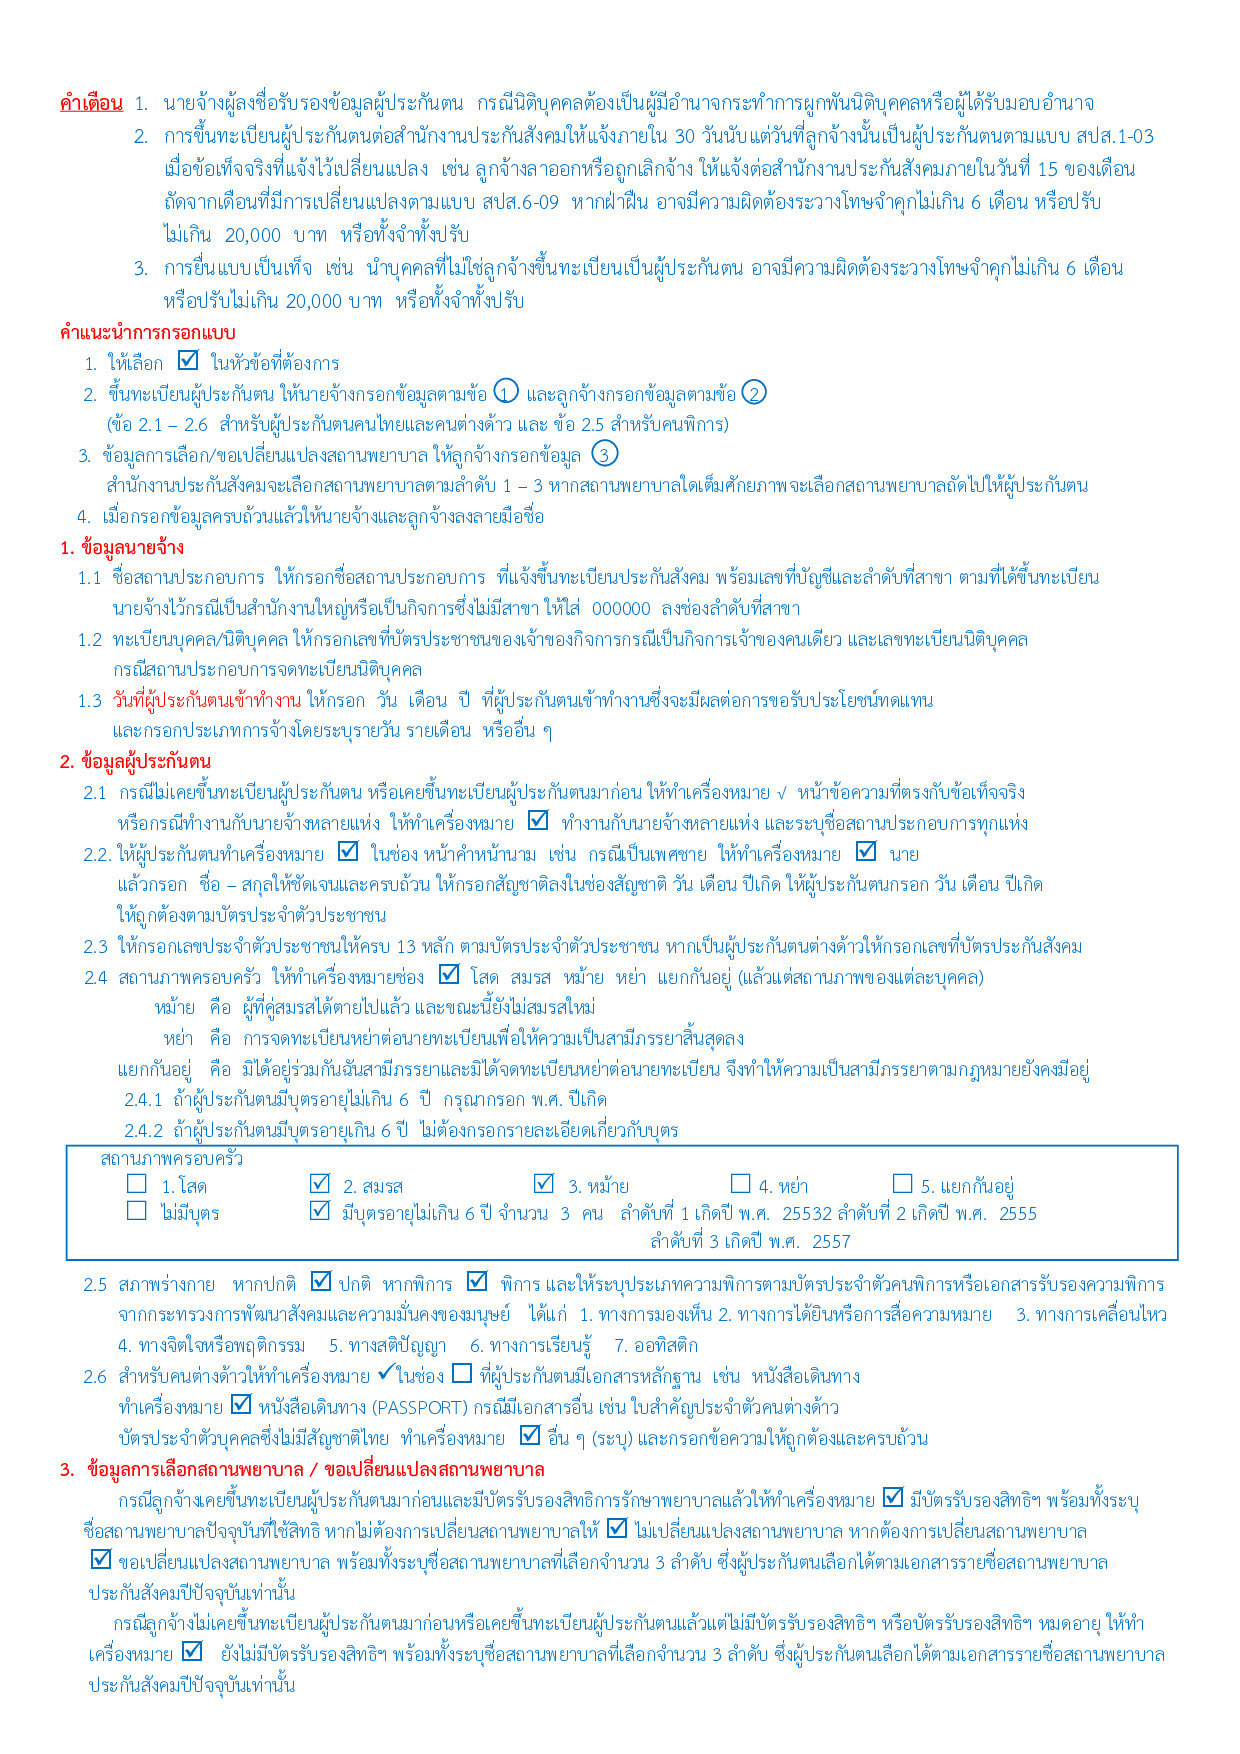 คำเตือน 1. นายจ้างผู้ลงชื่อรับรองข้อมูลผู้ประกันตน กรณีนิติบุคคลต้องเป็นผู้มีอำนาจกระทำการผูกพันนิติบุคคลหรือผู้ได้รับมอบอำนาจ
2. การขึ้นทะเบียนผู้ประกันตนต่อสำนักงานประกันสังคมให้แจ้งภายใน 30 วันนับแต่วันที่ลูกจ้างนั้นเป็นผู้ประกันตนตามแบบ สปส.1-03
เมื่อข้อเท็จจริงที่แจ้งไว้เปลี่ยนแปลง เช่น ลูกจ้างลาออกหรือถูกเลิกจ้าง ให้แจ้งต่อสำนักงานประกันสังคมภายในวันที่ 15 ของเดือน
ถัดจากเดือนที่มีการเปลี่ยนแปลงตามแบบ สปส.6-09 หากฝ่าฝืน อาจมีความผิดต้องระวางโทษจำคุกไม่เกิน 6 เดือน หรือปรับ
ไม่เกิน 20,000 บาท หรือทั้งจำทั้งปรับ
3. การยื่นแบบเป็นเท็จ เช่น นำบุคคลที่ไม่ใช่ลูกจ้างขึ้นทะเบียนเป็นผู้ประกันตน อาจมีความผิดต้องระวางโทษจำคุกไม่เกิน 6 เดือน
หรือปรับไม่เกิน 20,000 บาท หรือทั้งจำทั้งปรับ
คำแนะนำการกรอกแบบ
1. ให้เลือก ☑ ในหัวข้อที่ต้องการ
2. ขึ้นทะเบียนผู้ประกันตน ให้นายจ้างกรอกข้อมูลตามข้อ ① และลูกจ้างกรอกข้อมูลตามข้อ ②
(ข้อ 2.1 – 2.6 สำหรับผู้ประกันตนคนไทยและคนต่างด้าว และ ข้อ 2.5 สำหรับคนพิการ)
3. ข้อมูลการเลือก/ขอเปลี่ยนแปลงสถานพยาบาล ให้ลูกจ้างกรอกข้อมูล ③
สำนักงานประกันสังคมจะเลือกสถานพยาบาลตามลำดับ 1 – 3 หากสถานพยาบาลใดเต็มศักยภาพจะเลือกสถานพยาบาลถัดไปให้ผู้ประกันตน
4. เมื่อกรอกข้อมูลครบถ้วนแล้วให้นายจ้างและลูกจ้างลงลายมือชื่อ
1. ข้อมูลนายจ้าง
1.1 ชื่อสถานประกอบการ ให้กรอกชื่อสถานประกอบการ ที่แจ้งขึ้นทะเบียนประกันสังคม พร้อมเลขที่บัญชีและลำดับที่สาขา ตามที่ได้ขึ้นทะเบียน
นายจ้างไว้กรณีเป็นสำนักงานใหญ่หรือเป็นกิจการซึ่งไม่มีสาขา ให้ใส่ 000000 ลงช่องลำดับที่สาขา
1.2 ทะเบียนบุคคล/นิติบุคคล ให้กรอกเลขที่บัตรประชาชนของเจ้าของกิจการกรณีเป็นกิจการเจ้าของคนเดียว และเลขทะเบียนนิติบุคคล
กรณีสถานประกอบการจดทะเบียนนิติบุคคล
1.3 วันที่ผู้ประกันตนเข้าทำงาน ให้กรอก วัน เดือน ปี ที่ผู้ประกันตนเข้าทำงานซึ่งจะมีผลต่อการขอรับประโยชน์ทดแทน
และกรอกประเภทการจ้างโดยระบุรายวัน รายเดือน หรืออื่น ๆ
2. ข้อมูลผู้ประกันตน
2.1 กรณีไม่เคยขึ้นทะเบียนผู้ประกันตน หรือเคยขึ้นทะเบียนผู้ประกันตนมาก่อน ให้ทำเครื่องหมาย √ หน้าข้อความที่ตรงกับข้อเท็จจริง
หรือกรณีทำงานกับนายจ้างหลายแห่ง ให้ทำเครื่องหมาย ☑ ทำงานกับนายจ้างหลายแห่ง และระบุชื่อสถานประกอบการทุกแห่ง
2.2. ให้ผู้ประกันตนทำเครื่องหมาย ☑ ในช่อง หน้าคำหน้านาม เช่น กรณีเป็นเพศชาย ให้ทำเครื่องหมาย ☑ นาย
แล้วกรอก ชื่อ – สกุลให้ชัดเจนและครบถ้วน ให้กรอกสัญชาติลงในช่องสัญชาติ วัน เดือน ปีเกิด ให้ผู้ประกันตนกรอก วัน เดือน ปีเกิด
ให้ถูกต้องตามบัตรประจำตัวประชาชน
2.3 ให้กรอกเลขประจำตัวประชาชนให้ครบ 13 หลัก ตามบัตรประจำตัวประชาชน หากเป็นผู้ประกันตนต่างด้าวให้กรอกเลขที่บัตรประกันสังคม
2.4 สถานภาพครอบครัว ให้ทำเครื่องหมายช่อง ☑ โสด สมรส หม้าย หย่า แยกกันอยู่ (แล้วแต่สถานภาพของแต่ละบุคคล)
หม้าย คือ ผู้ที่คู่สมรสได้ตายไปแล้ว และขณะนี้ยังไม่สมรสใหม่
หย่า คือ การจดทะเบียนหย่าต่อนายทะเบียนเพื่อให้ความเป็นสามีภรรยาสิ้นสุดลง
แยกกันอยู่ คือ มิได้อยู่ร่วมกันฉันสามีภรรยาและมิได้จดทะเบียนหย่าต่อนายทะเบียน จึงทำให้ความเป็นสามีภรรยาตามกฎหมายยังคงมีอยู่
2.4.1 ถ้าผู้ประกันตนมีบุตรอายุไม่เกิน 6 ปี กรุณากรอก พ.ศ. ปีเกิด
2.4.2 ถ้าผู้ประกันตนมีบุตรอายุเกิน 6 ปี ไม่ต้องกรอกรายละเอียดเกี่ยวกับบุตร
สถานภาพครอบครัว
☐ 1. โสด ☑ 2. สมรส ☑ 3. หม้าย ☐ 4. หย่า ☐ 5. แยกกันอยู่
☐ ไม่มีบุตร ☑ มีบุตรอายุไม่เกิน 6 ปี จำนวน 3 คน ลำดับที่ 1 เกิดปี พ.ศ. 25532 ลำดับที่ 2 เกิดปี พ.ศ. 2555
ลำดับที่ 3 เกิดปี พ.ศ. 2557
2.5 สภาพร่างกาย หากปกติ ☑ ปกติ หากพิการ ☑ พิการ และให้ระบุประเภทความพิการตามบัตรประจำตัวคนพิการหรือเอกสารรับรองความพิการ
จากกระทรวงการพัฒนาสังคมและความมั่นคงของมนุษย์ ได้แก่ 1. ทางการมองเห็น 2. ทางการได้ยินหรือการสื่อความหมาย 3. ทางการเคลื่อนไหว
4. ทางจิตใจหรือพฤติกรรม 5. ทางสติปัญญา 6. ทางการเรียนรู้ 7. ออทิสติก
2.6 สำหรับคนต่างด้าวให้ทำเครื่องหมาย ✓ในช่อง ☐ ที่ผู้ประกันตนมีเอกสารหลักฐาน เช่น หนังสือเดินทาง
ทำเครื่องหมาย ☑ หนังสือเดินทาง (PASSPORT) กรณีมีเอกสารอื่น เช่น ใบสำคัญประจำตัวคนต่างด้าว
บัตรประจำตัวบุคคลซึ่งไม่มีสัญชาติไทย ทำเครื่องหมาย ☑ อื่น ๆ (ระบุ) และกรอกข้อความให้ถูกต้องและครบถ้วน
3. ข้อมูลการเลือกสถานพยาบาล / ขอเปลี่ยนแปลงสถานพยาบาล
กรณีลูกจ้างเคยขึ้นทะเบียนผู้ประกันตนมาก่อนและมีบัตรรับรองสิทธิการรักษาพยาบาลแล้วให้ทำเครื่องหมาย ☑ มีบัตรรับรองสิทธิฯ พร้อมทั้งระบุ
ชื่อสถานพยาบาลปัจจุบันที่ใช้สิทธิ หากไม่ต้องการเปลี่ยนสถานพยาบาลให้ ☑ ไม่เปลี่ยนแปลงสถานพยาบาล หากต้องการเปลี่ยนสถานพยาบาล
☑ ขอเปลี่ยนแปลงสถานพยาบาล พร้อมทั้งระบุชื่อสถานพยาบาลที่เลือกจำนวน 3 ลำดับ ซึ่งผู้ประกันตนเลือกได้ตามเอกสารรายชื่อสถานพยาบาล
ประกันสังคมปีปัจจุบันเท่านั้น
กรณีลูกจ้างไม่เคยขึ้นทะเบียนผู้ประกันตนมาก่อนหรือเคยขึ้นทะเบียนผู้ประกันตนแล้วแต่ไม่มีบัตรรับรองสิทธิฯ หรือบัตรรับรองสิทธิฯ หมดอายุ ให้ทำ
เครื่องหมาย ☑ ยังไม่มีบัตรรับรองสิทธิฯ พร้อมทั้งระบุชื่อสถานพยาบาลที่เลือกจำนวน 3 ลำดับ ซึ่งผู้ประกันตนเลือกได้ตามเอกสารรายชื่อสถานพยาบาล
ประกันสังคมปีปัจจุบันเท่านั้น